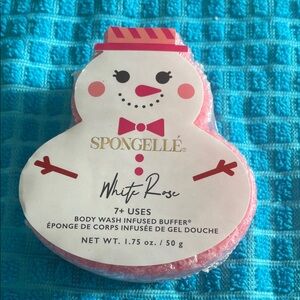 SPONGELLÉ®
White Rose
7+ USES
BODY WASH INFUSED BUFFER®
ÉPONGE DE CORPS INFUSÉE DE GEL DOUCHE
NET WT. 1.75 oz. / 50 g